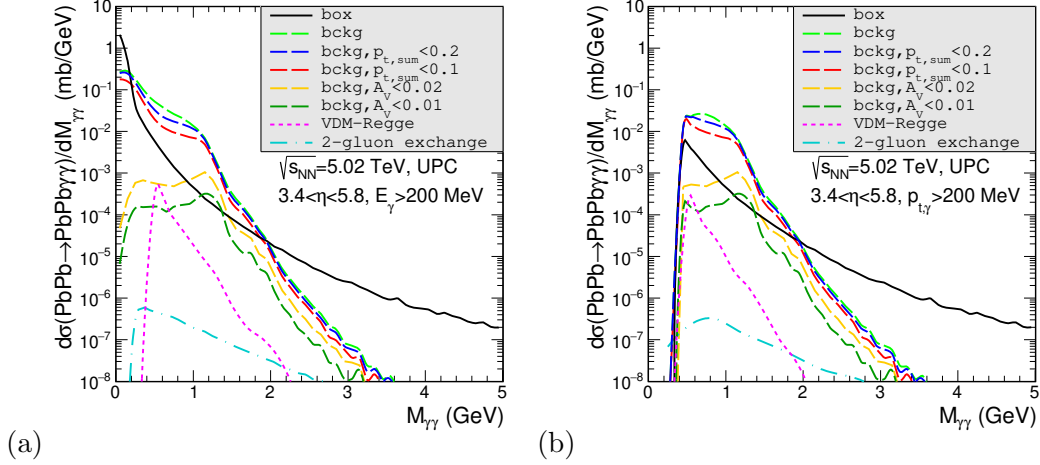 dσ(PbPb→PbPbγγ)/dM_γγ (mb/GeV)
10
1
10⁻¹
10⁻²
10⁻³
10⁻⁴
10⁻⁵
10⁻⁶
10⁻⁷
10⁻⁸
box
bckg
bckg,p_t,sum<0.2
bckg,p_t,sum<0.1
bckg,A_V<0.02
bckg,A_V<0.01
VDM-Regge
2-gluon exchange
√s_NN=5.02 TeV, UPC
3.4<η<5.8, E_γ>200 MeV
0 1 2 3 4 5
M_γγ (GeV)
(a)
dσ(PbPb→PbPbγγ)/dM_γγ (mb/GeV)
10
1
10⁻¹
10⁻²
10⁻³
10⁻⁴
10⁻⁵
10⁻⁶
10⁻⁷
10⁻⁸
box
bckg
bckg,p_t,sum<0.2
bckg,p_t,sum<0.1
bckg,A_V<0.02
bckg,A_V<0.01
VDM-Regge
2-gluon exchange
√s_NN=5.02 TeV, UPC
3.4<η<5.8, p_t,γ>200 MeV
0 1 2 3 4 5
M_γγ (GeV)
(b)